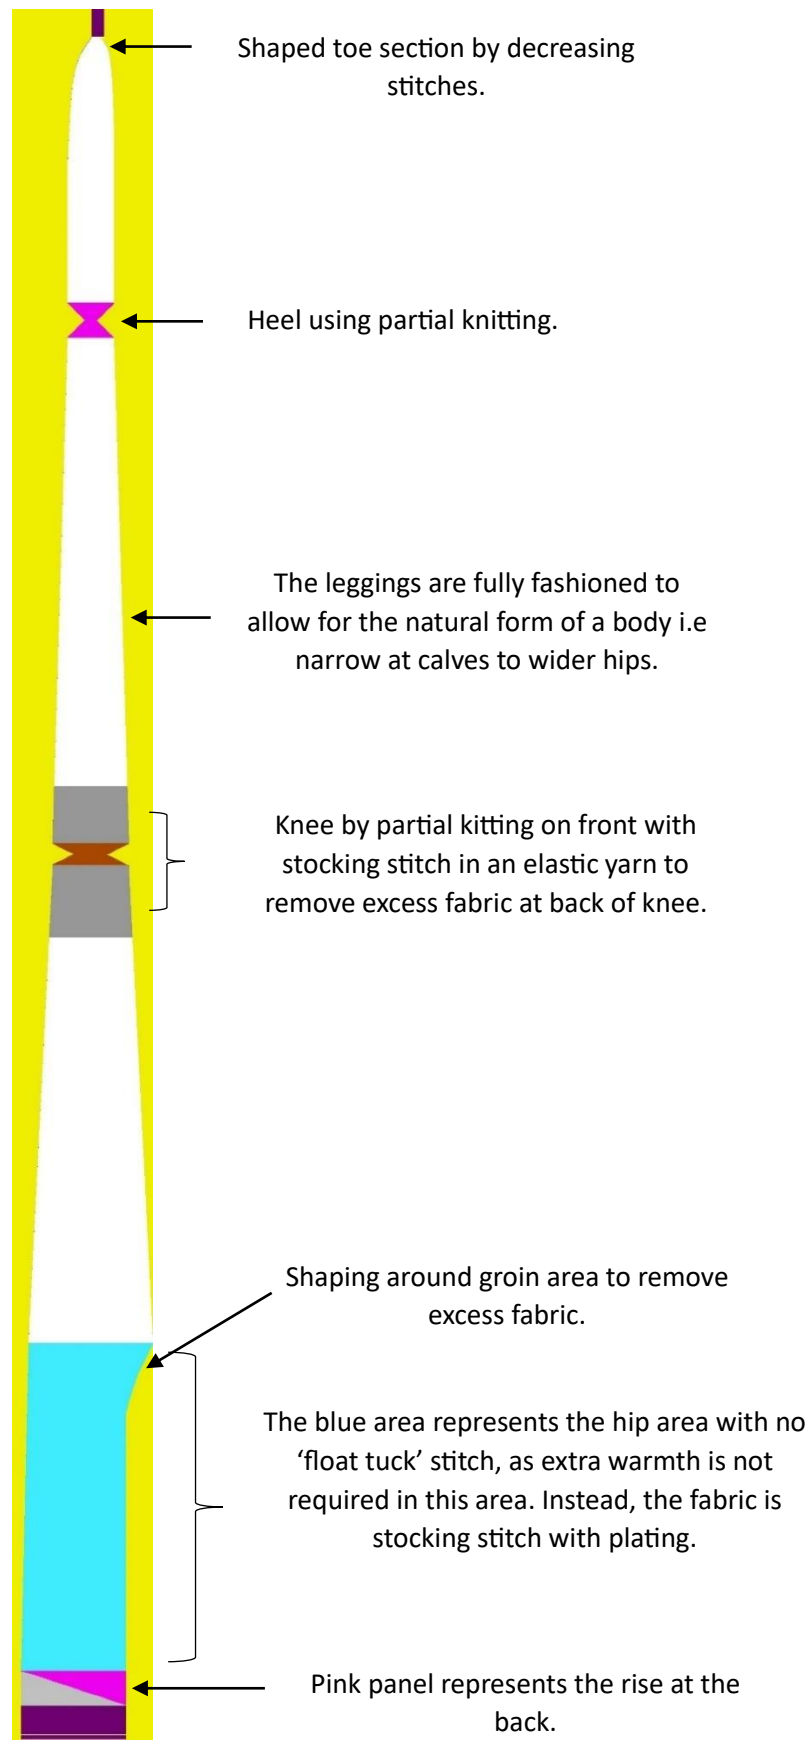 Shaped toe section by decreasing
stitches.
Heel using partial knitting.
The leggings are fully fashioned to
allow for the natural form of a body i.e
narrow at calves to wider hips.
Knee by partial kitting on front with
stocking stitch in an elastic yarn to
remove excess fabric at back of knee.
Shaping around groin area to remove
excess fabric.
The blue area represents the hip area with no
‘float tuck’ stitch, as extra warmth is not
required in this area. Instead, the fabric is
stocking stitch with plating.
Pink panel represents the rise at the
back.